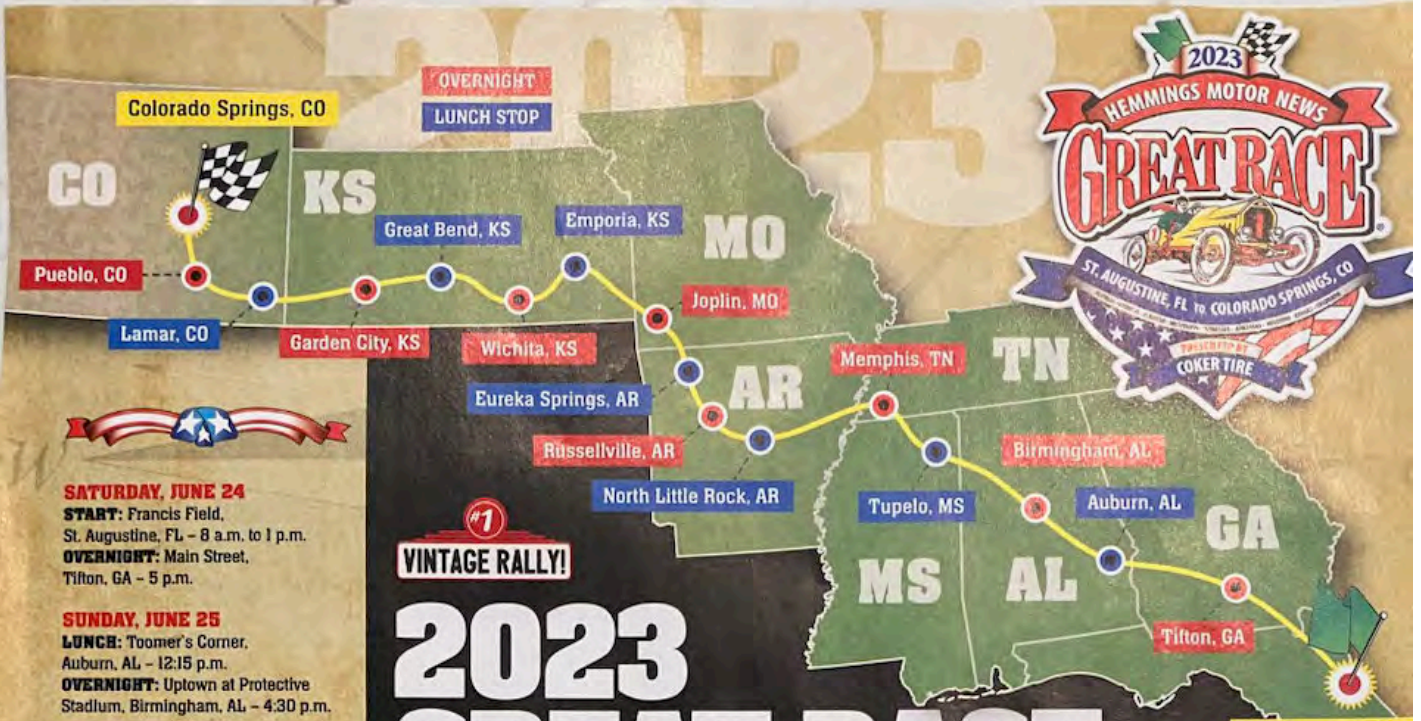 2023
OVERNIGHT
LUNCH STOP
Colorado Springs, CO
CO
KS
MO
Great Bend, KS
Emporia, KS
Pueblo, CO
Lamar, CO
Garden City, KS
Wichita, KS
Joplin, MO
Eureka Springs, AR
AR
Memphis, TN
TN
Russellville, AR
North Little Rock, AR
Tupelo, MS
Birmingham, AL
Auburn, AL
GA
MS
AL
Tifton, GA
2023
HEMMINGS MOTOR NEWS
GREAT RACE
1
ST. AUGUSTINE, FL TO COLORADO SPRINGS, CO
COKER TIRE
SATURDAY, JUNE 24
START: Francis Field,
St. Augustine, FL – 8 a.m. to 1 p.m.
OVERNIGHT: Main Street,
Tifton, GA – 5 p.m.
SUNDAY, JUNE 25
LUNCH: Toomer's Corner,
Auburn, AL – 12:15 p.m.
OVERNIGHT: Uptown at Protective
Stadium, Birmingham, AL – 4:30 p.m.
#1
VINTAGE RALLY!
2023
GREAT RACE